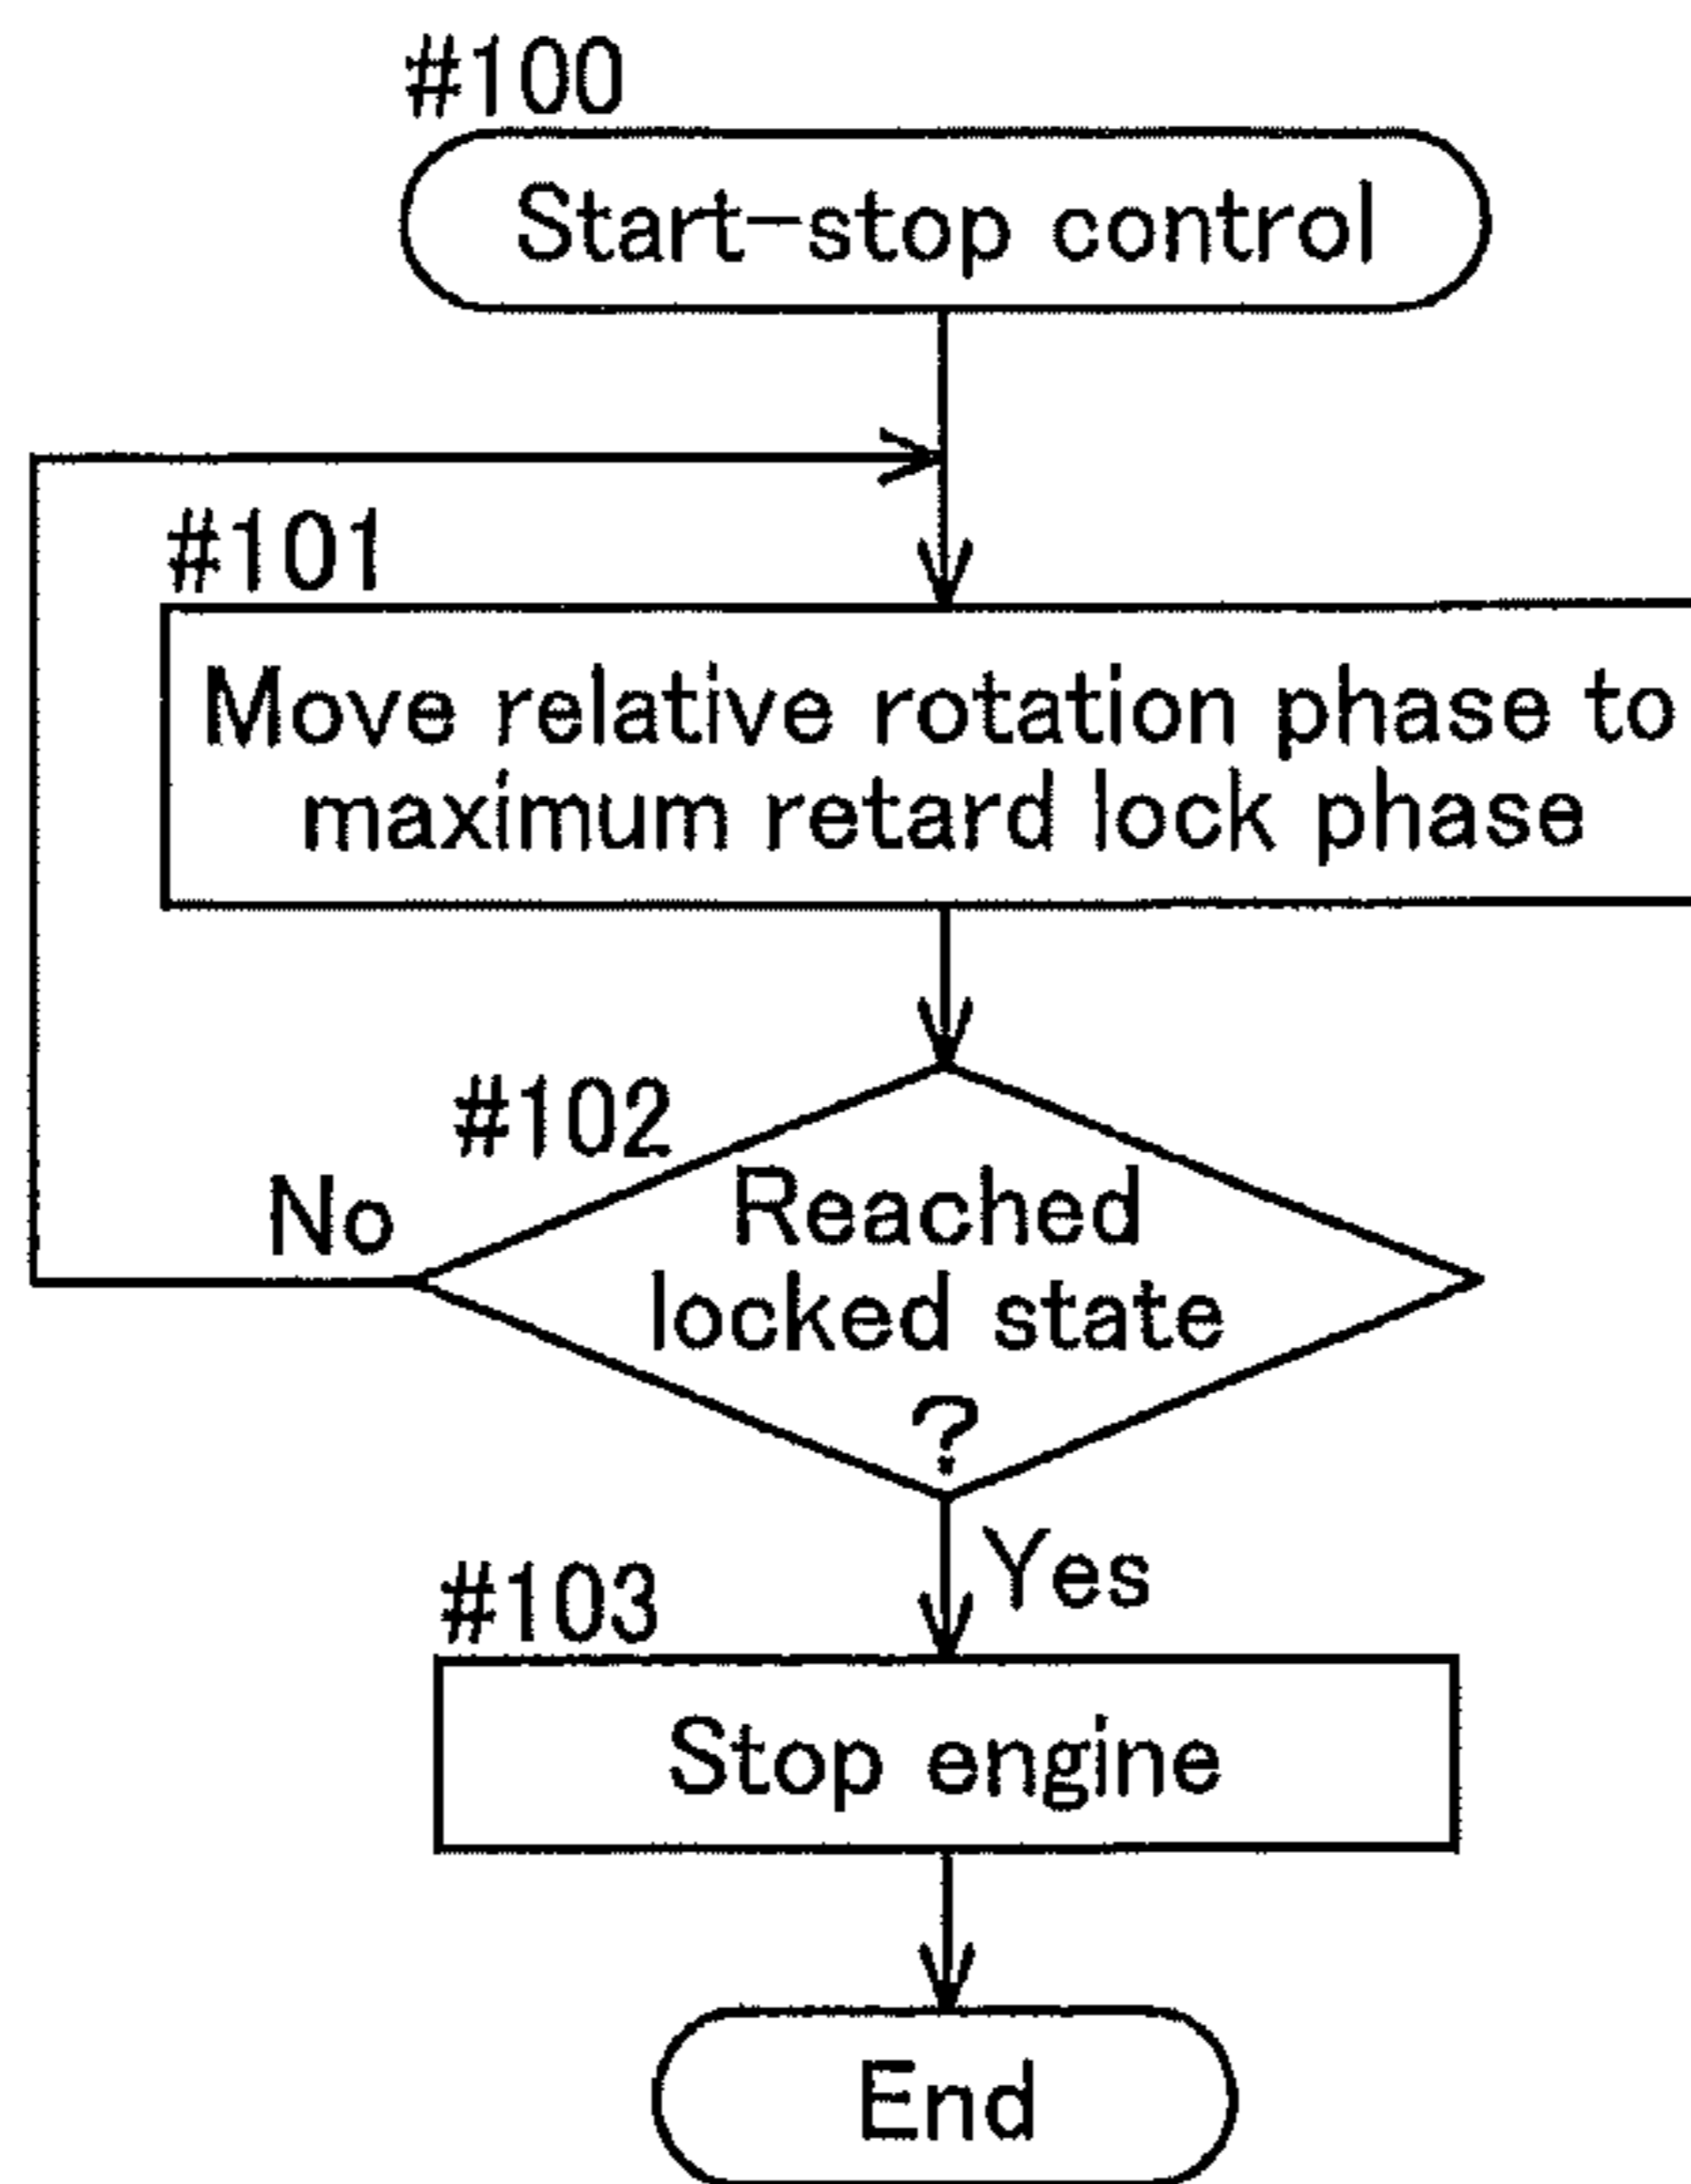 #100
Start-stop control
#101
Move relative rotation phase to
maximum retard lock phase
#102
No
Reached
locked state
?
Yes
#103
Stop engine
End